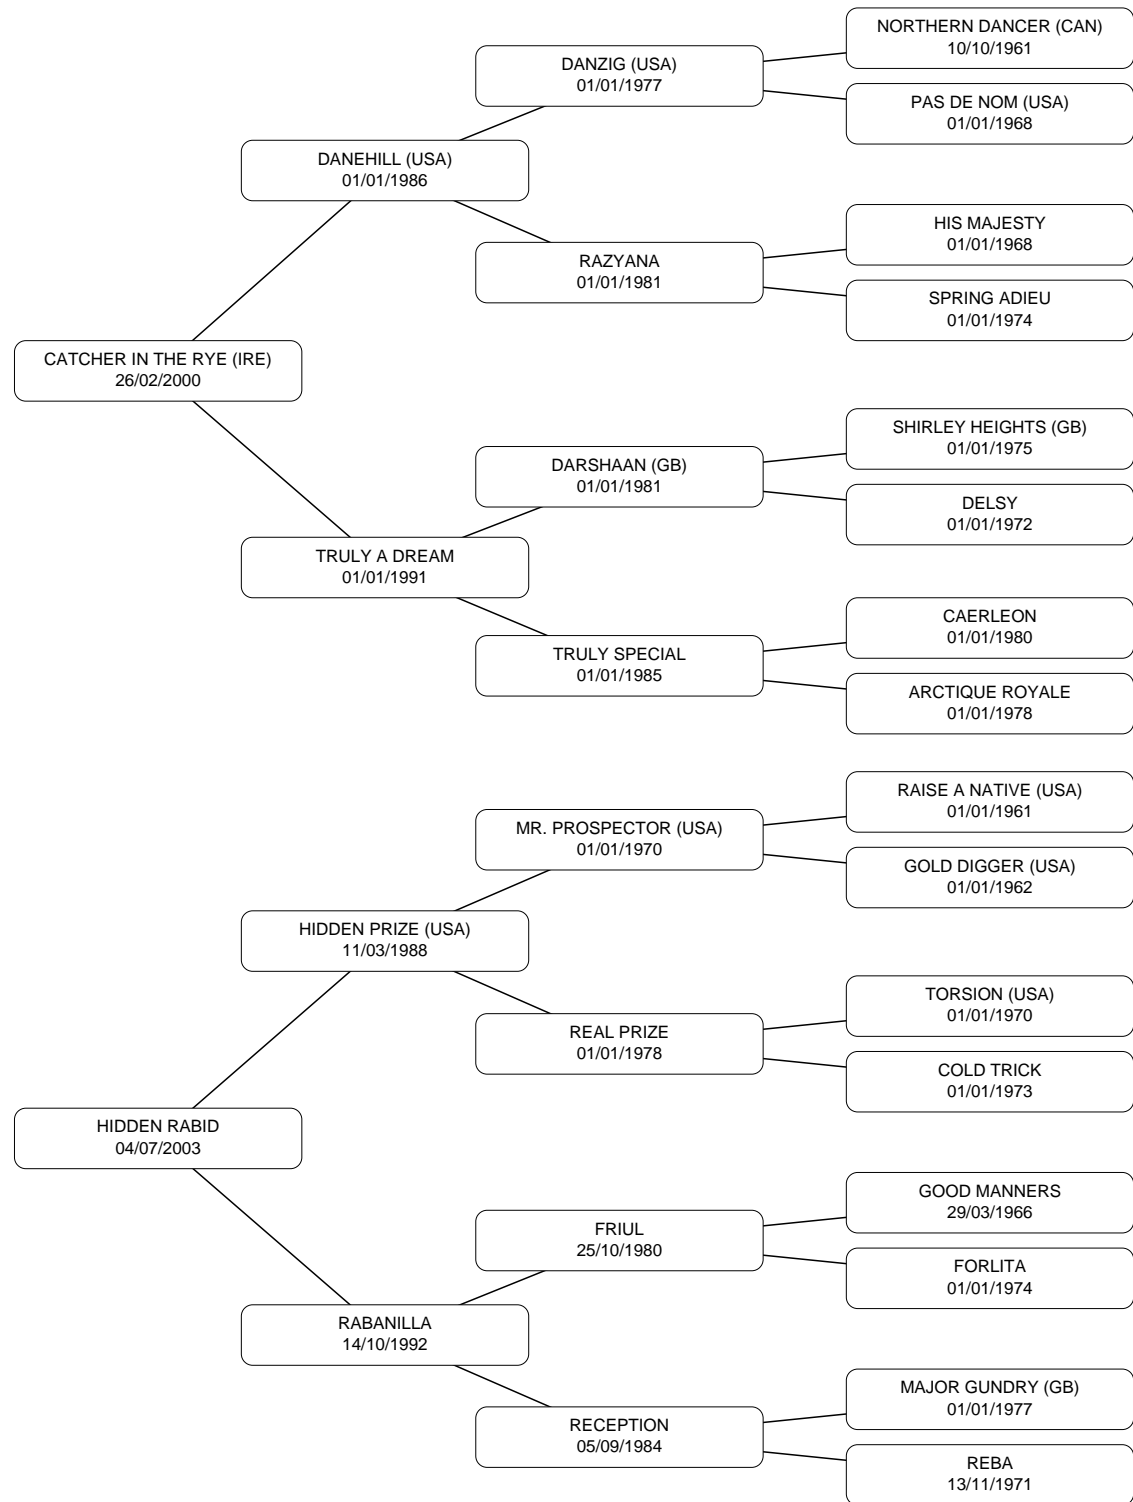 NORTHERN DANCER (CAN)
10/10/1961
DANZIG (USA)
01/01/1977
PAS DE NOM (USA)
01/01/1968
DANEHILL (USA)
01/01/1986
HIS MAJESTY
01/01/1968
RAZYANA
01/01/1981
SPRING ADIEU
01/01/1974
CATCHER IN THE RYE (IRE)
26/02/2000
SHIRLEY HEIGHTS (GB)
01/01/1975
DARSHAAN (GB)
01/01/1981
DELSY
01/01/1972
TRULY A DREAM
01/01/1991
CAERLEON
01/01/1980
TRULY SPECIAL
01/01/1985
ARCTIQUE ROYALE
01/01/1978
RAISE A NATIVE (USA)
01/01/1961
MR. PROSPECTOR (USA)
01/01/1970
GOLD DIGGER (USA)
01/01/1962
HIDDEN PRIZE (USA)
11/03/1988
TORSION (USA)
01/01/1970
REAL PRIZE
01/01/1978
COLD TRICK
01/01/1973
HIDDEN RABID
04/07/2003
GOOD MANNERS
29/03/1966
FRIUL
25/10/1980
FORLITA
01/01/1974
RABANILLA
14/10/1992
MAJOR GUNDRY (GB)
01/01/1977
RECEPTION
05/09/1984
REBA
13/11/1971